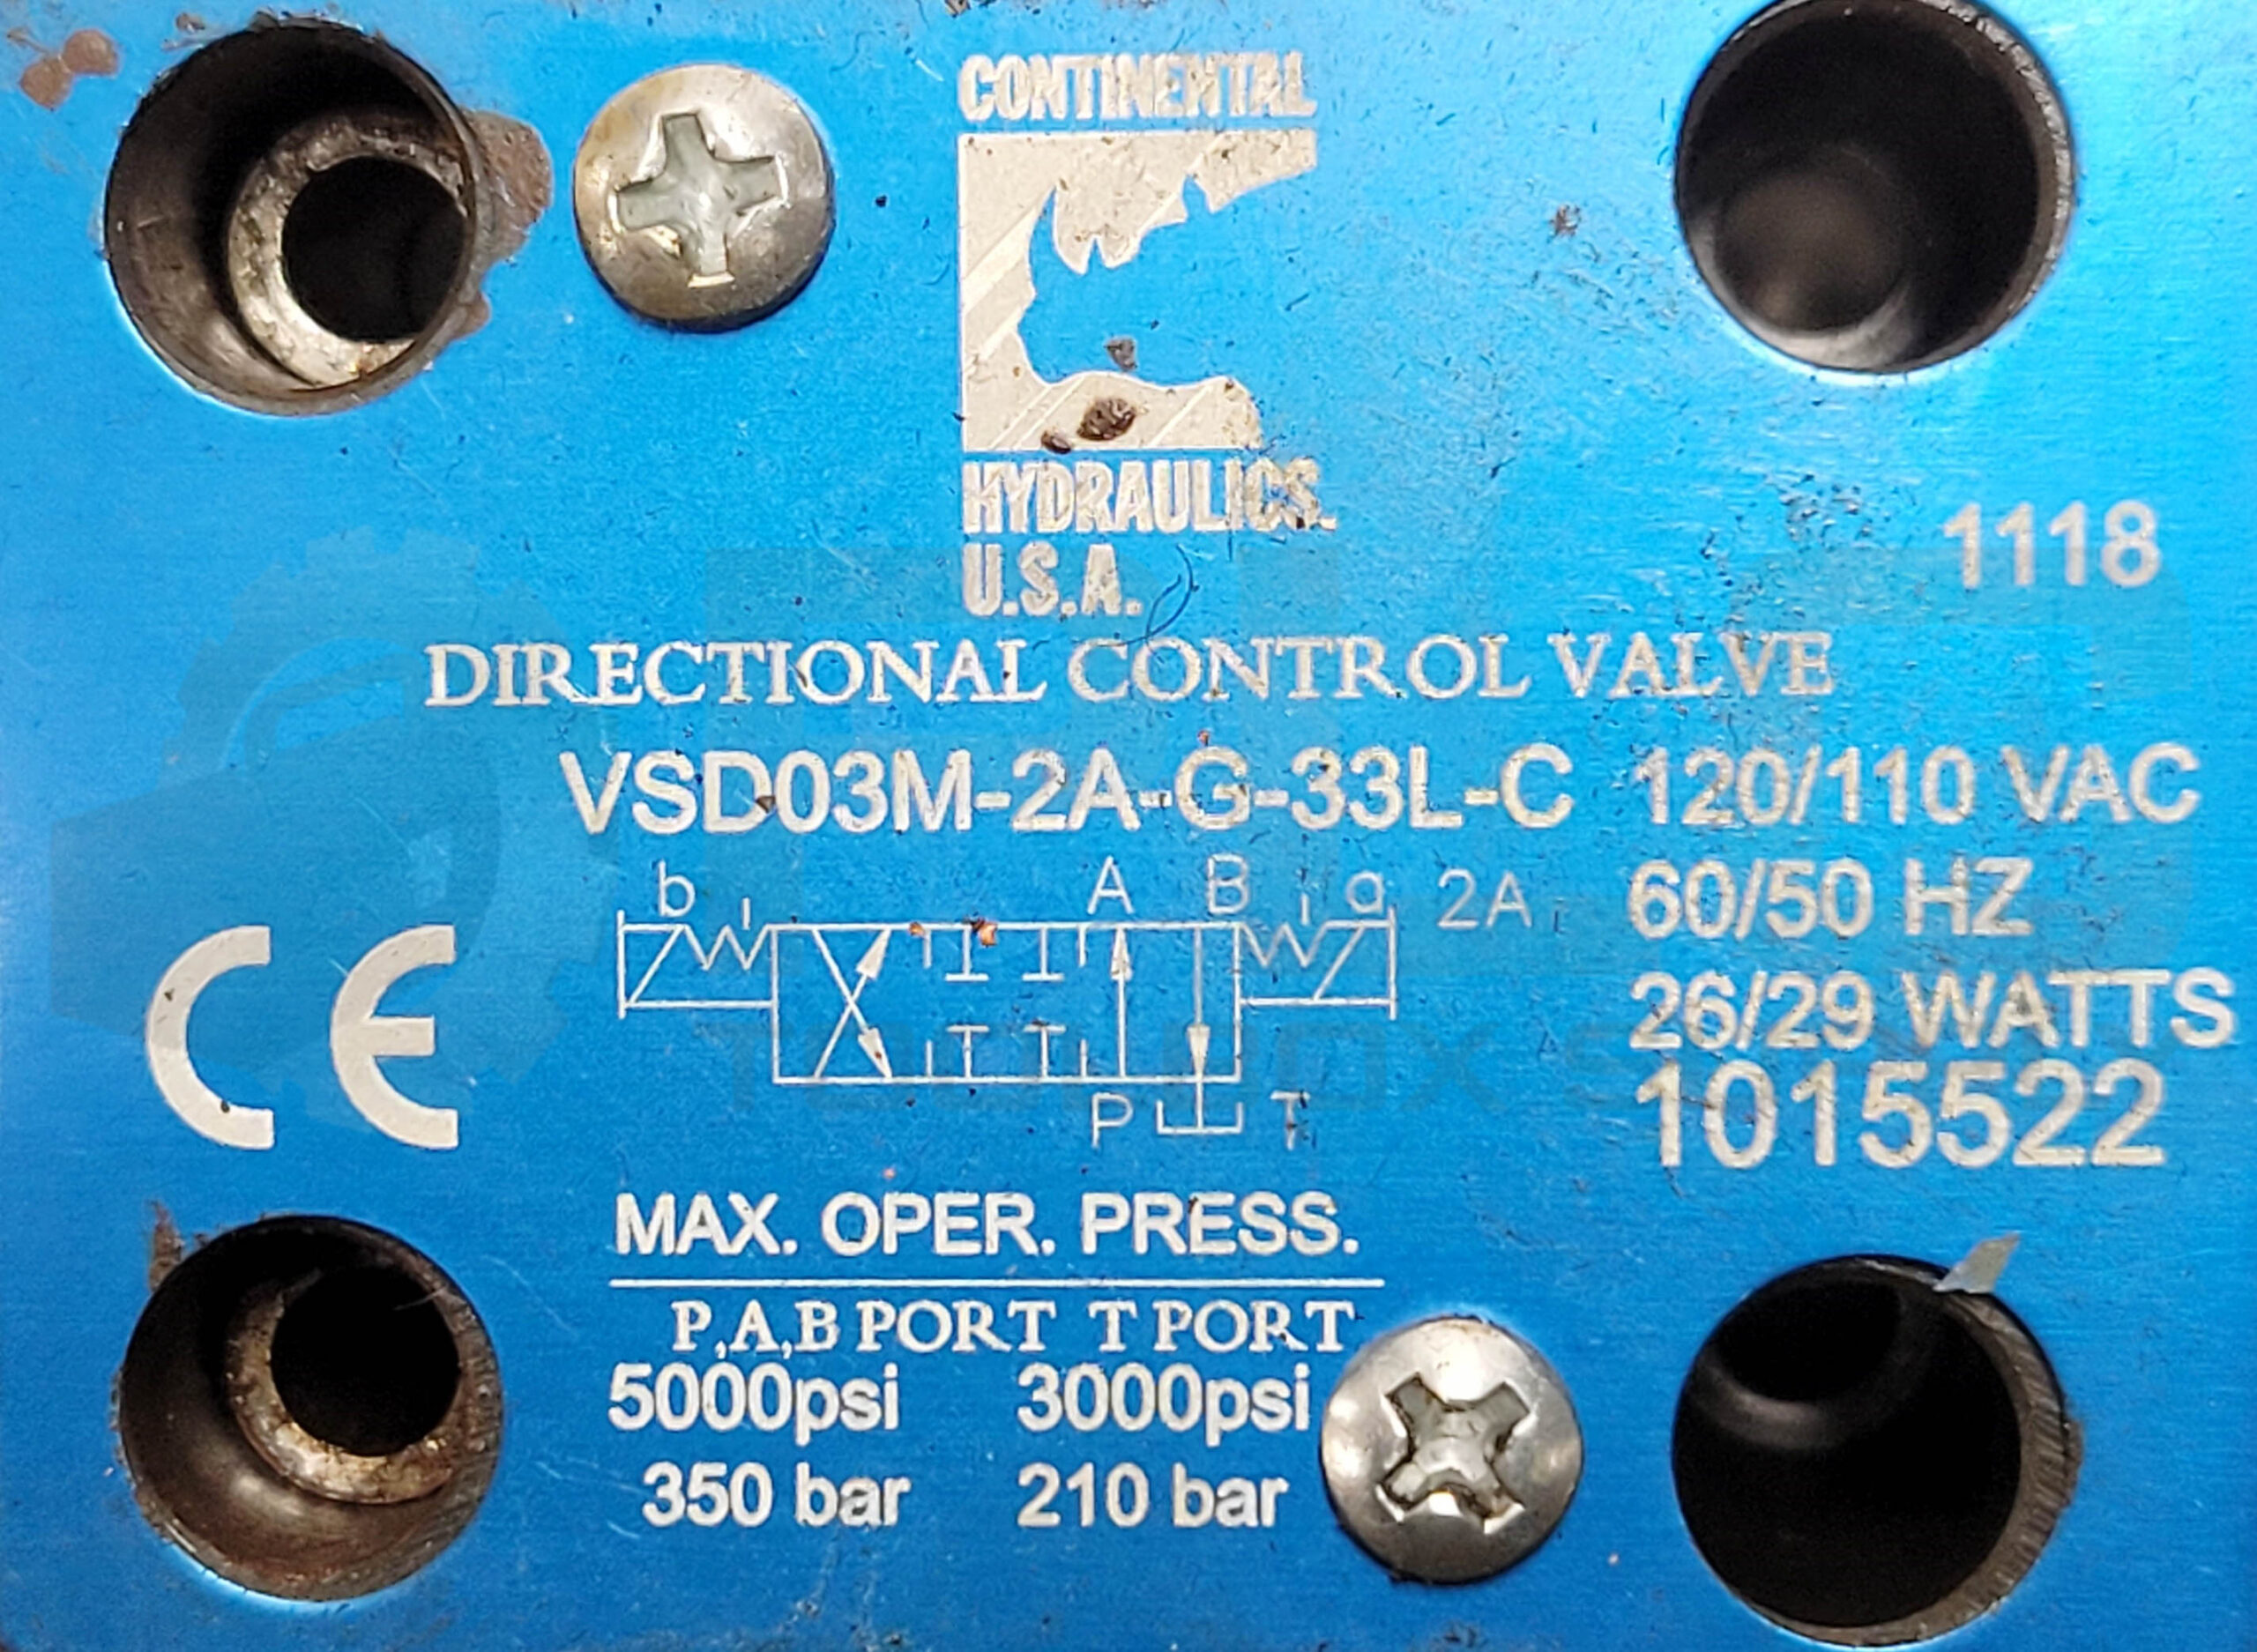 CONTINENTAL
HYDRAULICS.
U.S.A.
1118
DIRECTIONAL CONTROL VALVE
VSD03M-2A-G-33L-C 120/110 VAC
b A B a 2A 60/50 HZ
CE 26/29 WATTS
P T 1015522
MAX. OPER. PRESS.
P,A,B PORT T PORT
5000psi 3000psi
350 bar 210 bar